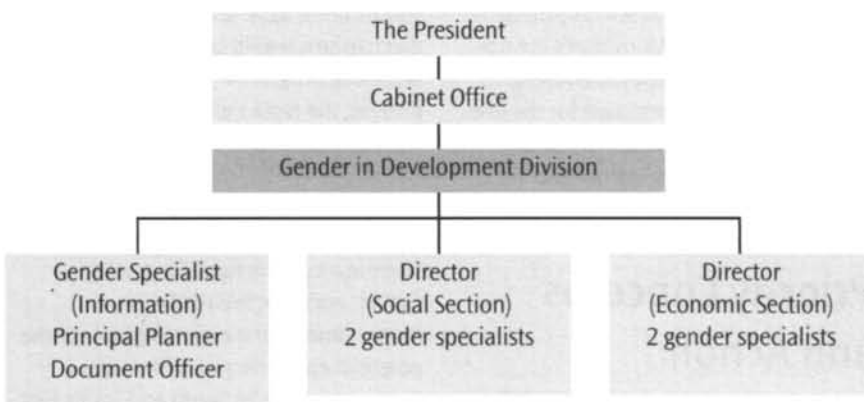 The President
Cabinet Office
Gender in Development Division
Gender Specialist
(Information)
Principal Planner
Document Officer
Director
(Social Section)
2 gender specialists
Director
(Economic Section)
2 gender specialists